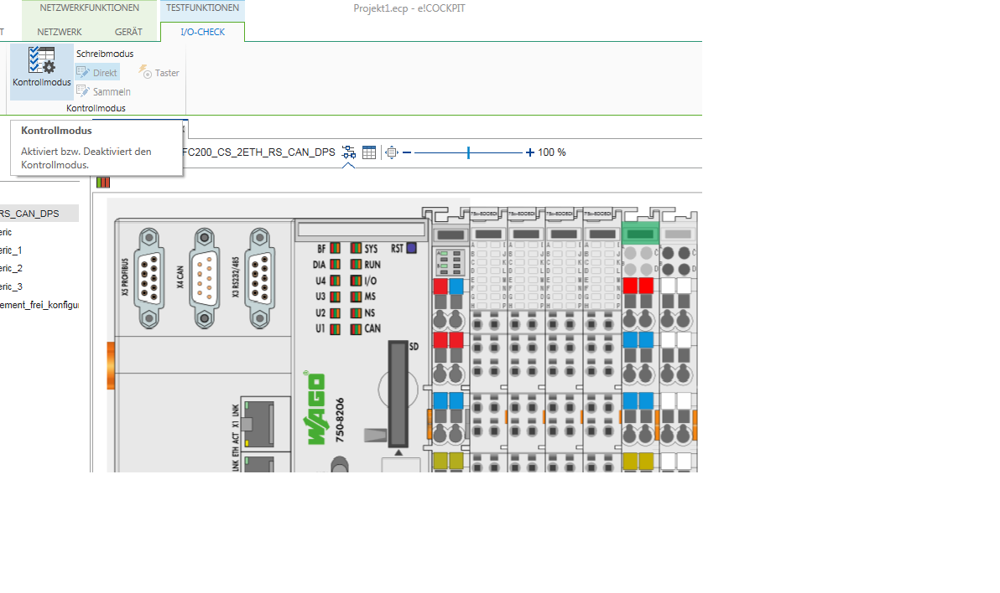 NETZWERKFUNKTIONEN
TESTFUNKTIONEN
Projekt1.ecp - e!COCKPIT
T
NETZWERK
GERÄT
I/O-CHECK
Kontrollmodus
Schreibmodus
Direkt
Taster
Sammeln
Kontrollmodus
Kontrollmodus
Aktiviert bzw. Deaktiviert den
Kontrollmodus.
FC200_CS_2ETH_RS_CAN_DPS
100 %
RS_CAN_DPS
eric
eric_1
eric_2
eric_3
ement_frei_konfigu
X5 PROFIBUS
X4 CAN
X3 RS232/485
BF
SYS
RST
DIA
RUN
U4
I/O
U3
MS
U2
NS
U1
CAN
SD
WAGO
750-8206
LNK
X1
ACT
ETH
LNK